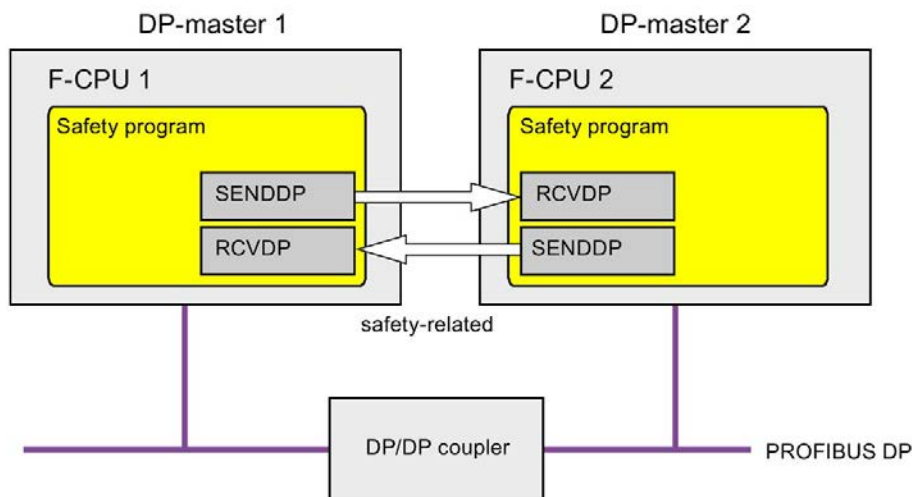 DP-master 1
DP-master 2
F-CPU 1
F-CPU 2
Safety program
Safety program
SENDDP
RCVDP
RCVDP
SENDDP
safety-related
DP/DP coupler
PROFIBUS DP